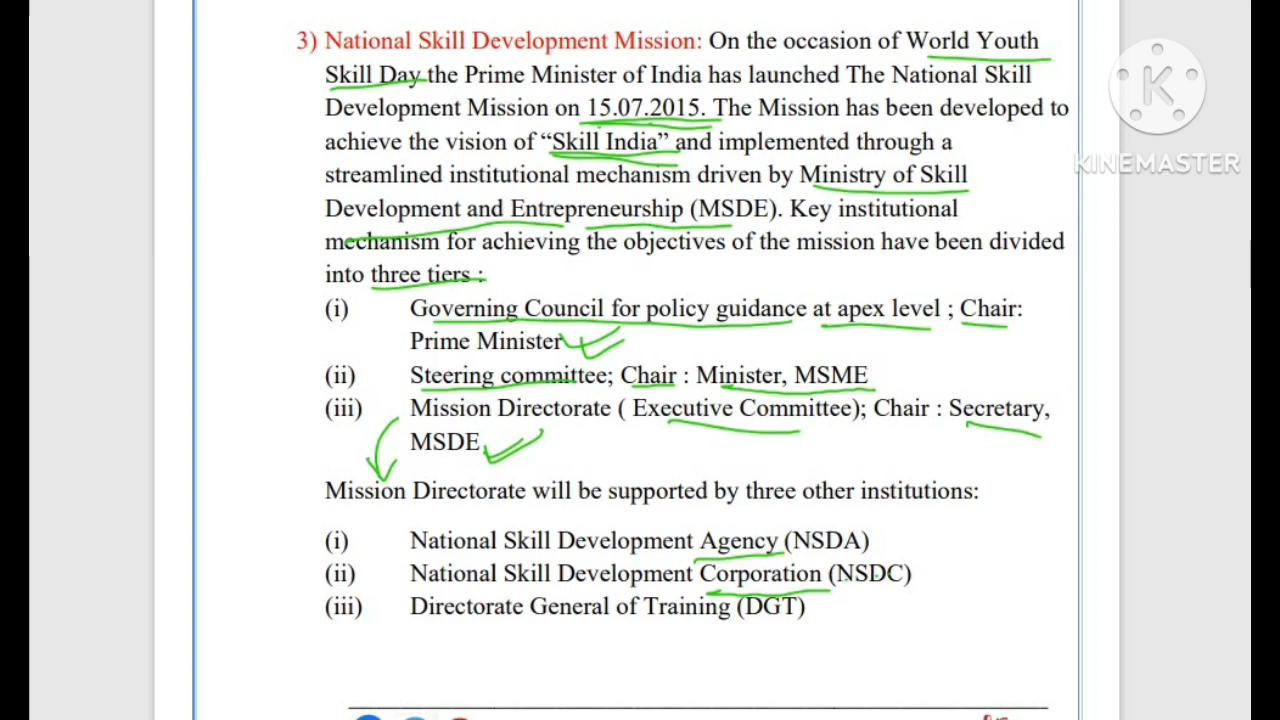 3) National Skill Development Mission: On the occasion of World Youth
Skill Day the Prime Minister of India has launched The National Skill
Development Mission on 15.07.2015. The Mission has been developed to
achieve the vision of “Skill India” and implemented through a
streamlined institutional mechanism driven by Ministry of Skill
Development and Entrepreneurship (MSDE). Key institutional
mechanism for achieving the objectives of the mission have been divided
into three tiers :
(i) Governing Council for policy guidance at apex level ; Chair:
Prime Minister
(ii) Steering committee; Chair : Minister, MSME
(iii) Mission Directorate ( Executive Committee); Chair : Secretary,
MSDE
Mission Directorate will be supported by three other institutions:
(i) National Skill Development Agency (NSDA)
(ii) National Skill Development Corporation (NSDC)
(iii) Directorate General of Training (DGT)
K
KINEMASTER